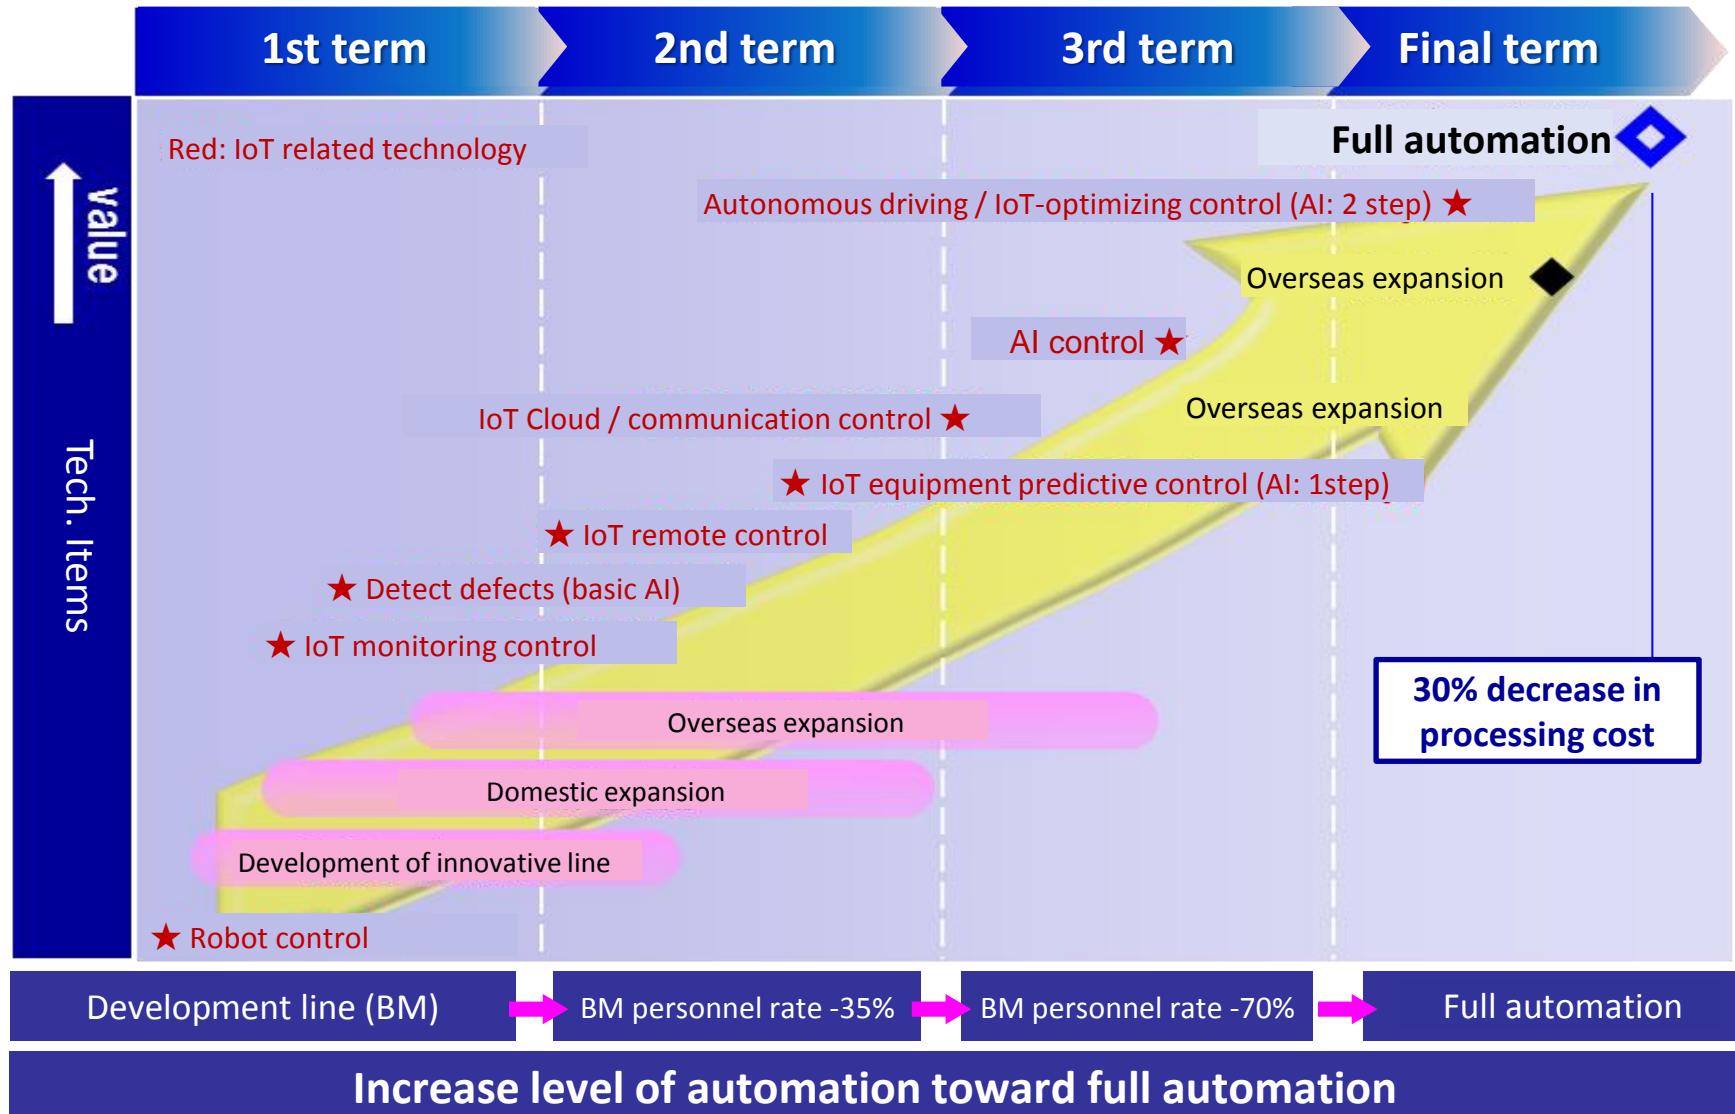 1st term
2nd term
3rd term
Final term
value
Tech. Items
Red: IoT related technology
Full automation
Autonomous driving / IoT-optimizing control (AI: 2 step) ★
Overseas expansion ◆
AI control ★
Overseas expansion
IoT Cloud / communication control ★
★ IoT equipment predictive control (AI: 1step)
★ IoT remote control
★ Detect defects (basic AI)
★ IoT monitoring control
30% decrease in
processing cost
Overseas expansion
Domestic expansion
Development of innovative line
★ Robot control
Development line (BM)
BM personnel rate -35%
BM personnel rate -70%
Full automation
Increase level of automation toward full automation